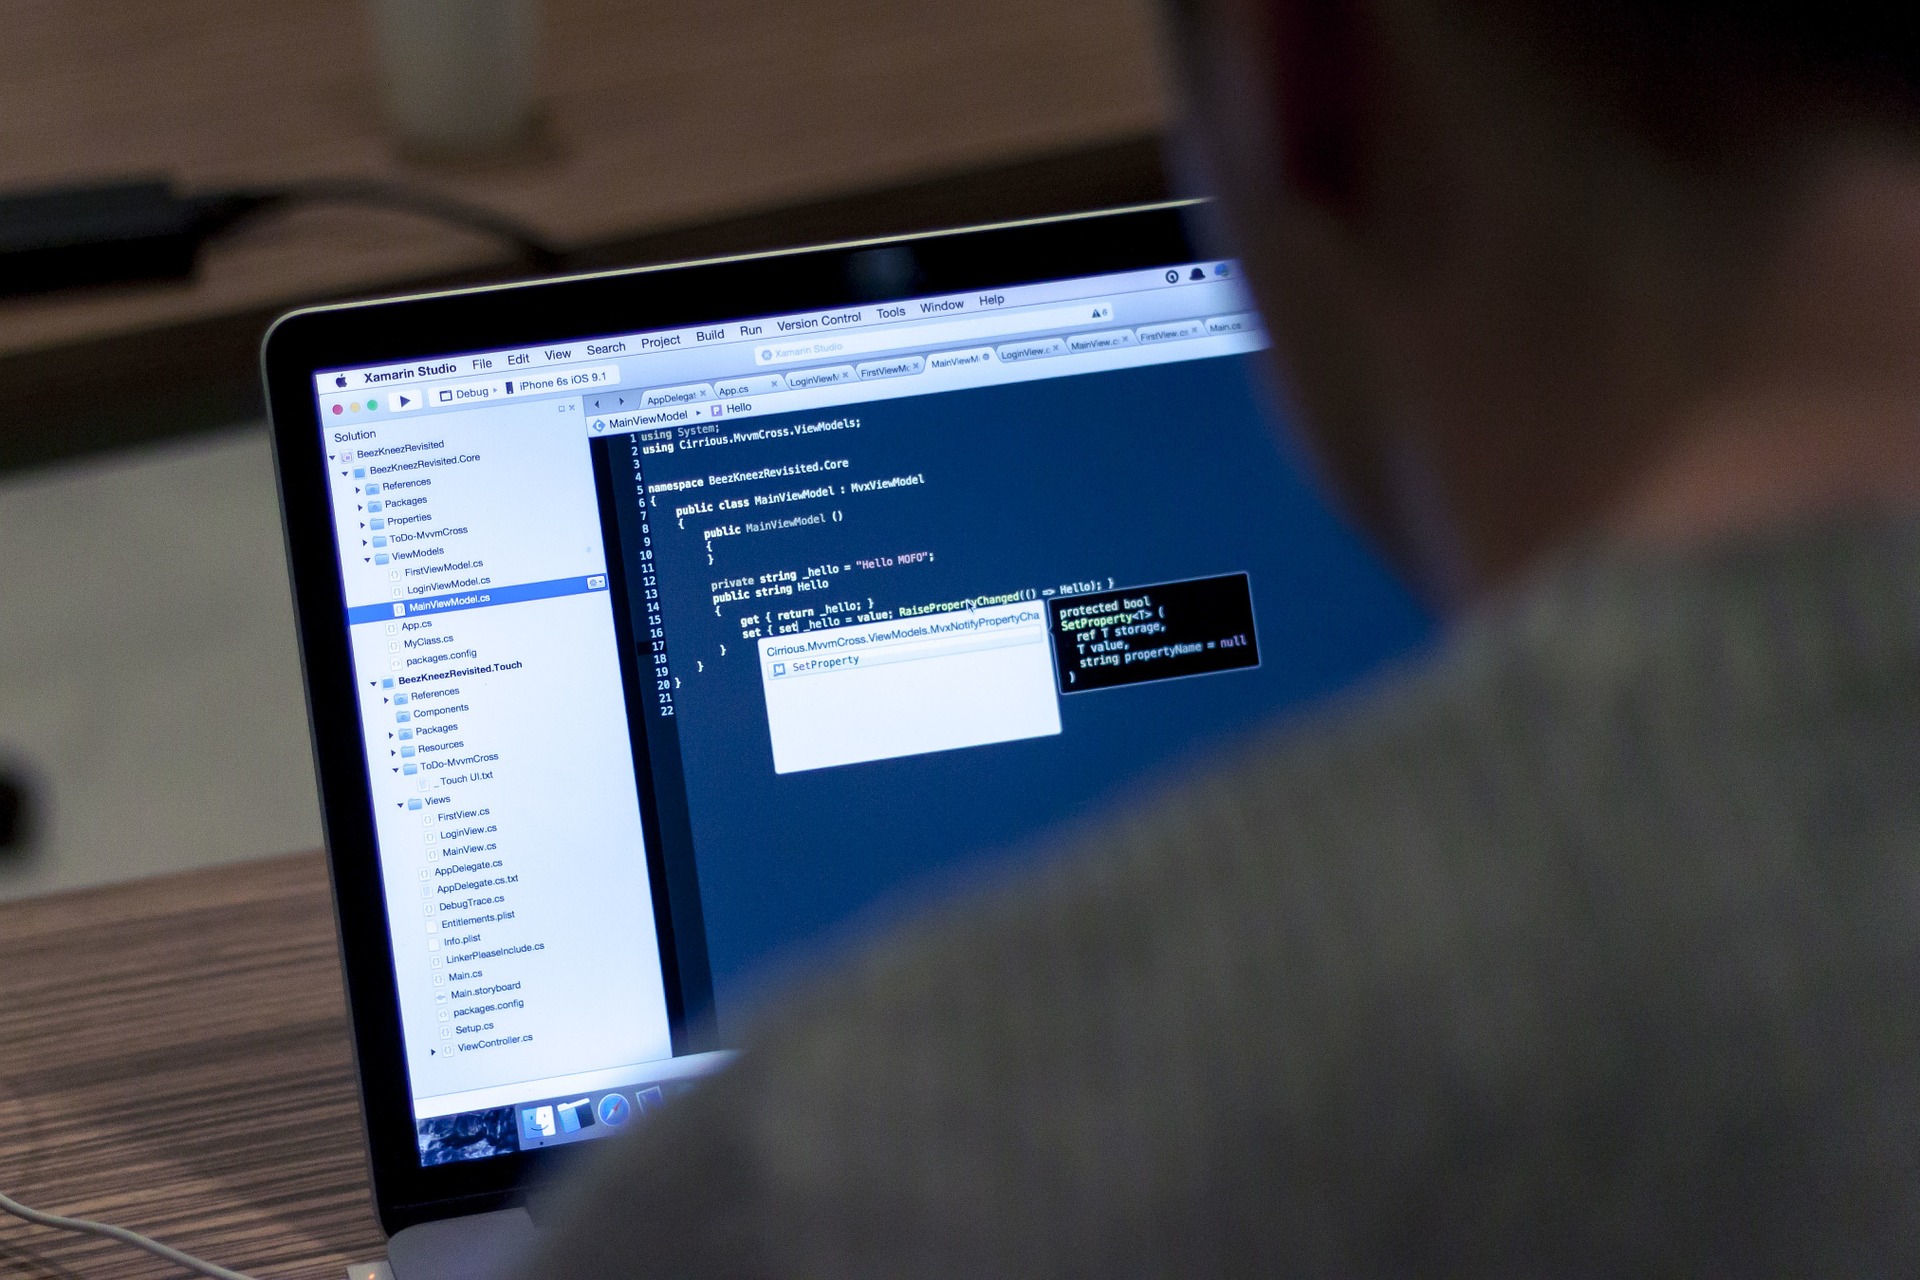 Xamarin Studio File Edit View Search Project Build Run Version Control Tools Window Help
Debug iPhone 6s iOS 9.1
Xamarin Studio
6
AppDelegat App.cs LoginViewM FirstViewMo MainViewM LoginView.c MainView.c FirstView.cs Main.cs
MainViewModel Hello
Solution
BeezKneezRevisited
BeezKneezRevisited.Core
References
Packages
Properties
ToDo-MvvmCross
ViewModels
FirstViewModel.cs
LoginViewModel.cs
MainViewModel.cs
App.cs
MyClass.cs
packages.config
BeezKneezRevisited.Touch
References
Components
Packages
Resources
ToDo-MvvmCross
_ Touch UI.txt
Views
FirstView.cs
LoginView.cs
MainView.cs
AppDelegate.cs
AppDelegate.cs.txt
DebugTrace.cs
Entitlements.plist
Info.plist
LinkerPleaseInclude.cs
Main.cs
Main.storyboard
packages.config
Setup.cs
ViewController.cs
1 using System;
2 using Cirrious.MvvmCross.ViewModels;
3
4
5 namespace BeezKneezRevisited.Core
6 {
7 public class MainViewModel : MvxViewModel
8 {
9 public MainViewModel ()
10 {
11 }
12
13 private string _hello = "Hello MOFO";
14 public string Hello
15 {
16 get { return _hello; }
17 set { set _hello = value; RaisePropertyChanged(() => Hello); }
18 }
19 }
20 }
21
22
Cirrious.MvvmCross.ViewModels.MvxNotifyPropertyCha
SetProperty
protected bool
SetProperty<T> (
ref T storage,
T value,
string propertyName = null
)